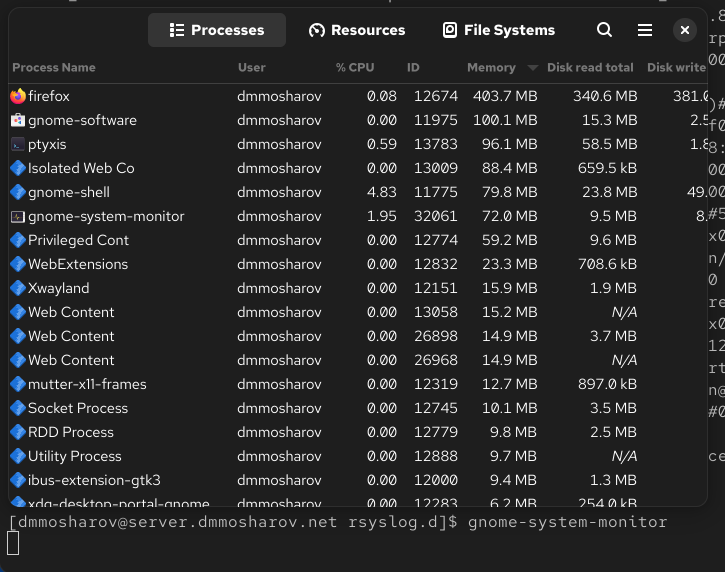 Processes Resources File Systems
Process Name User % CPU ID Memory Disk read total Disk write
firefox dmmosharov 0.08 12674 403.7 MB 340.6 MB 381.0
gnome-software dmmosharov 0.00 11975 100.1 MB 15.3 MB 2.5
ptyxis dmmosharov 0.59 13783 96.1 MB 58.5 MB 1.8
Isolated Web Co dmmosharov 0.00 13009 88.4 MB 659.5 kB
gnome-shell dmmosharov 4.83 11775 79.8 MB 23.8 MB 49.
gnome-system-monitor dmmosharov 1.95 32061 72.0 MB 9.5 MB 8.
Privileged Cont dmmosharov 0.00 12774 59.2 MB 9.6 MB
WebExtensions dmmosharov 0.00 12832 23.3 MB 708.6 kB
Xwayland dmmosharov 0.00 12151 15.9 MB 1.9 MB
Web Content dmmosharov 0.00 13058 15.2 MB N/A
Web Content dmmosharov 0.00 26898 14.9 MB 3.7 MB
Web Content dmmosharov 0.00 26968 14.9 MB N/A
mutter-x11-frames dmmosharov 0.00 12319 12.7 MB 897.0 kB
Socket Process dmmosharov 0.00 12745 10.1 MB 3.5 MB
RDD Process dmmosharov 0.00 12779 9.8 MB 2.5 MB
Utility Process dmmosharov 0.00 12888 9.7 MB N/A
ibus-extension-gtk3 dmmosharov 0.00 12000 9.4 MB 1.3 MB
xdg-desktop-portal-gnome dmmosharov 0.00 12283 6.2 MB 254.0 kB
[dmmosharov@server.dmmosharov.net rsyslog.d]$ gnome-system-monitor